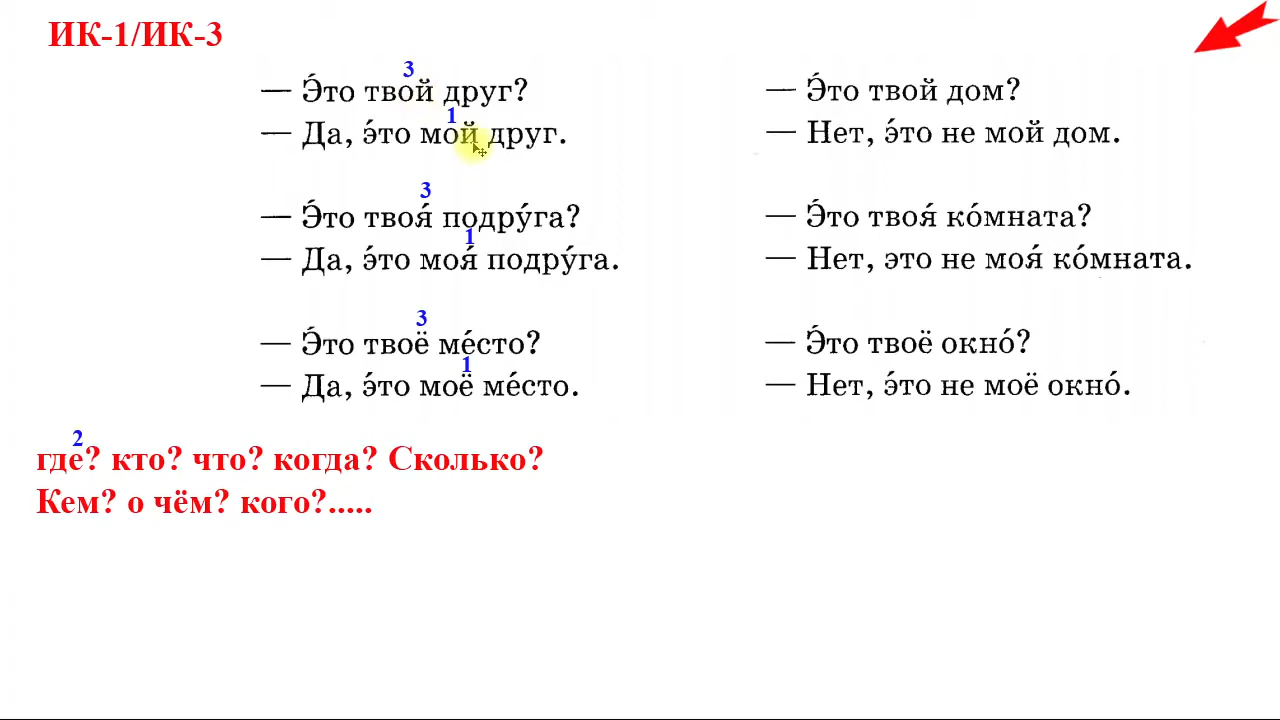 ИК-1/ИК-3
3
— Э́то твой друг?
1
— Да, э́то мой друг.
3
— Э́то твоя́ подру́га?
1
— Да, э́то моя́ подру́га.
3
— Э́то твоё ме́сто?
1
— Да, э́то моё ме́сто.
— Э́то твой дом?
— Нет, э́то не мой дом.
— Э́то твоя́ ко́мната?
— Нет, это не моя́ ко́мната.
— Э́то твоё окно́?
— Нет, э́то не моё окно́.
2
где? кто? что? когда? Сколько?
Кем? о чём? кого?.....